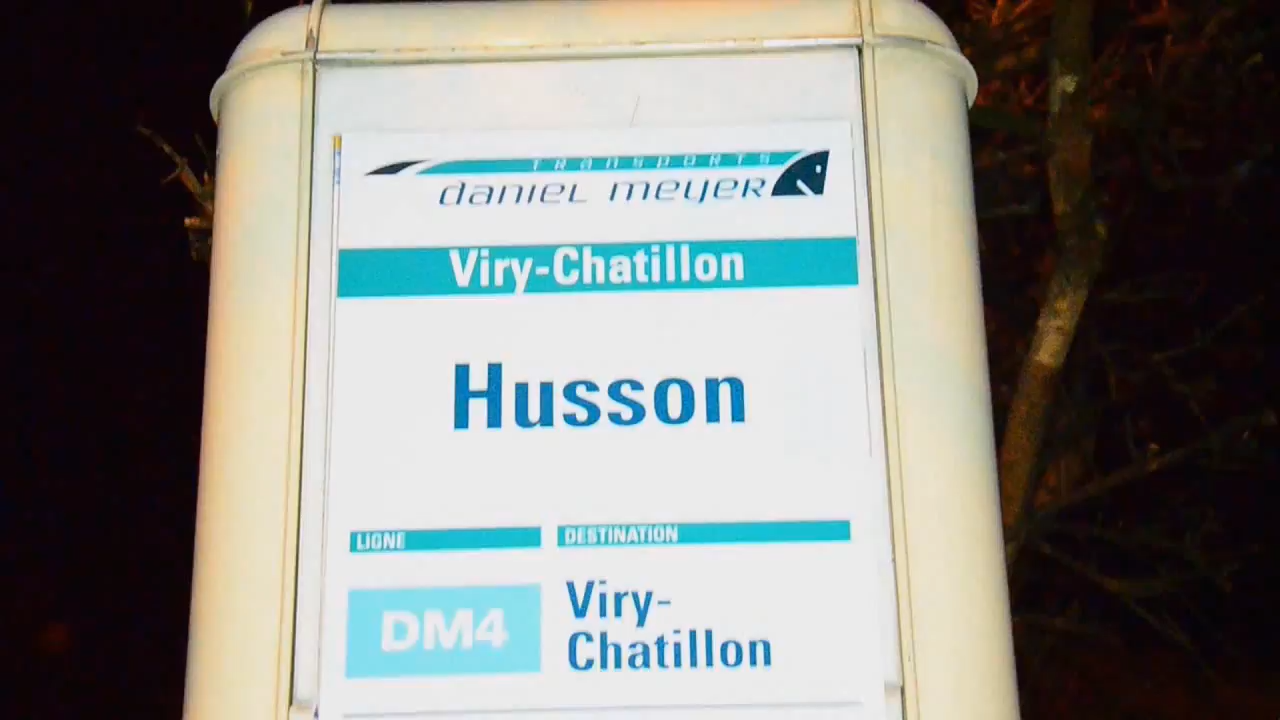 TRANSPORTS
daniel meyer
Viry-Chatillon
Husson
LIGNE
DESTINATION
DM4
Viry-
Chatillon